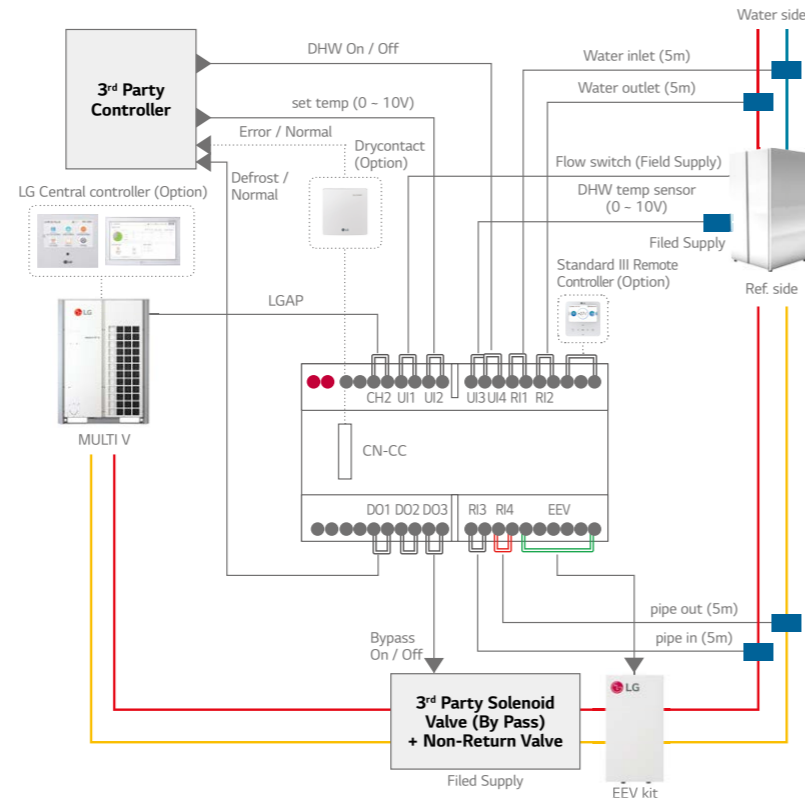 Water side
DHW On / Off
Water inlet (5m)
3rd Party
Controller
Water outlet (5m)
set temp (0 ~ 10V)
Error / Normal
Drycontact
(Option)
Flow switch (Field Supply)
Defrost /
Normal
DHW temp sensor
(0 ~ 10V)
LG Central controller (Option)
Filed Supply
Standard III Remote
Controller (Option)
Ref. side
LGAP
LG
CH2 UI1 UI2 UI3 UI4 RI1 RI2
MULTI V
CN-CC
DO1 DO2 DO3 RI3 RI4 EEV
pipe out (5m)
Bypass
On / Off
pipe in (5m)
LG
3rd Party Solenoid
Valve (By Pass)
+ Non-Return Valve
Filed Supply
EEV kit